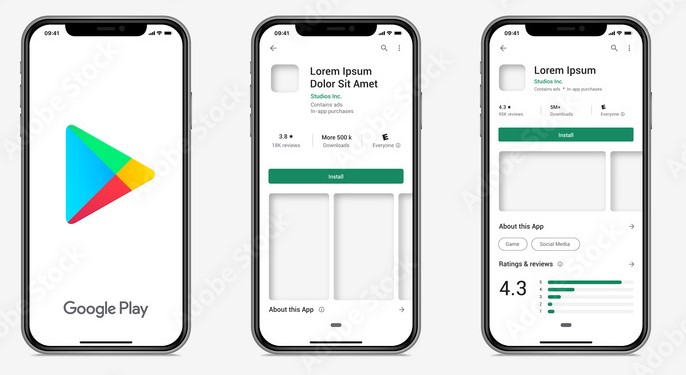 09:41
Google Play
09:41
Lorem Ipsum
Dolor Sit Amet
Studios Inc.
Contains ads
In-app purchases
3.8 ★
18K reviews
More 500 k
Downloads
E
Everyone ⓘ
Install
About this App ⓘ →
09:41
Lorem Ipsum
Studios Inc.
Contains ads • In-app purchases
4.3 ★
95K reviews
5M+
Downloads
E
Everyone ⓘ
Install
About this App →
Game
Social Media
Ratings & reviews ⓘ →
4.3
5
4
3
2
1
Adobe Stock